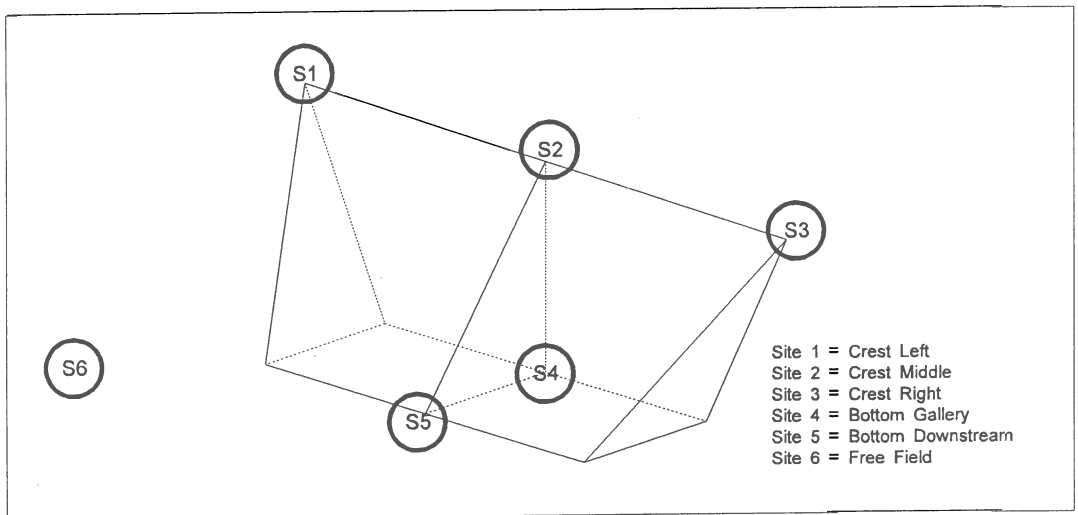 S1
S2
S3
S6
S4
S5
Site 1 = Crest Left
Site 2 = Crest Middle
Site 3 = Crest Right
Site 4 = Bottom Gallery
Site 5 = Bottom Downstream
Site 6 = Free Field